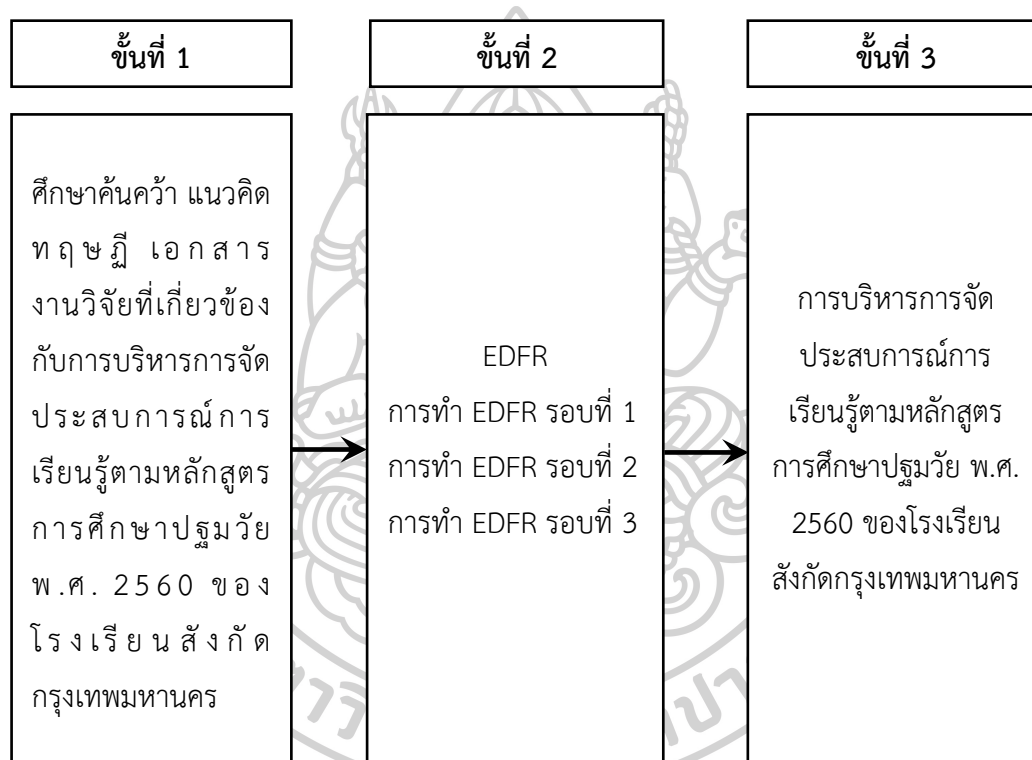 ขั้นที่ 1
ศึกษาค้นคว้า แนวคิด
ทฤษฎี เอกสาร
งานวิจัยที่เกี่ยวข้อง
กับการบริหารการจัด
ประสบการณ์การ
เรียนรู้ตามหลักสูตร
การศึกษาปฐมวัย
พ.ศ. 2560 ของ
โรงเรียนสังกัด
กรุงเทพมหานคร
ขั้นที่ 2
EDFR
การทำ EDFR รอบที่ 1
การทำ EDFR รอบที่ 2
การทำ EDFR รอบที่ 3
ขั้นที่ 3
การบริหารการจัด
ประสบการณ์การ
เรียนรู้ตามหลักสูตร
การศึกษาปฐมวัย พ.ศ.
2560 ของโรงเรียน
สังกัดกรุงเทพมหานคร